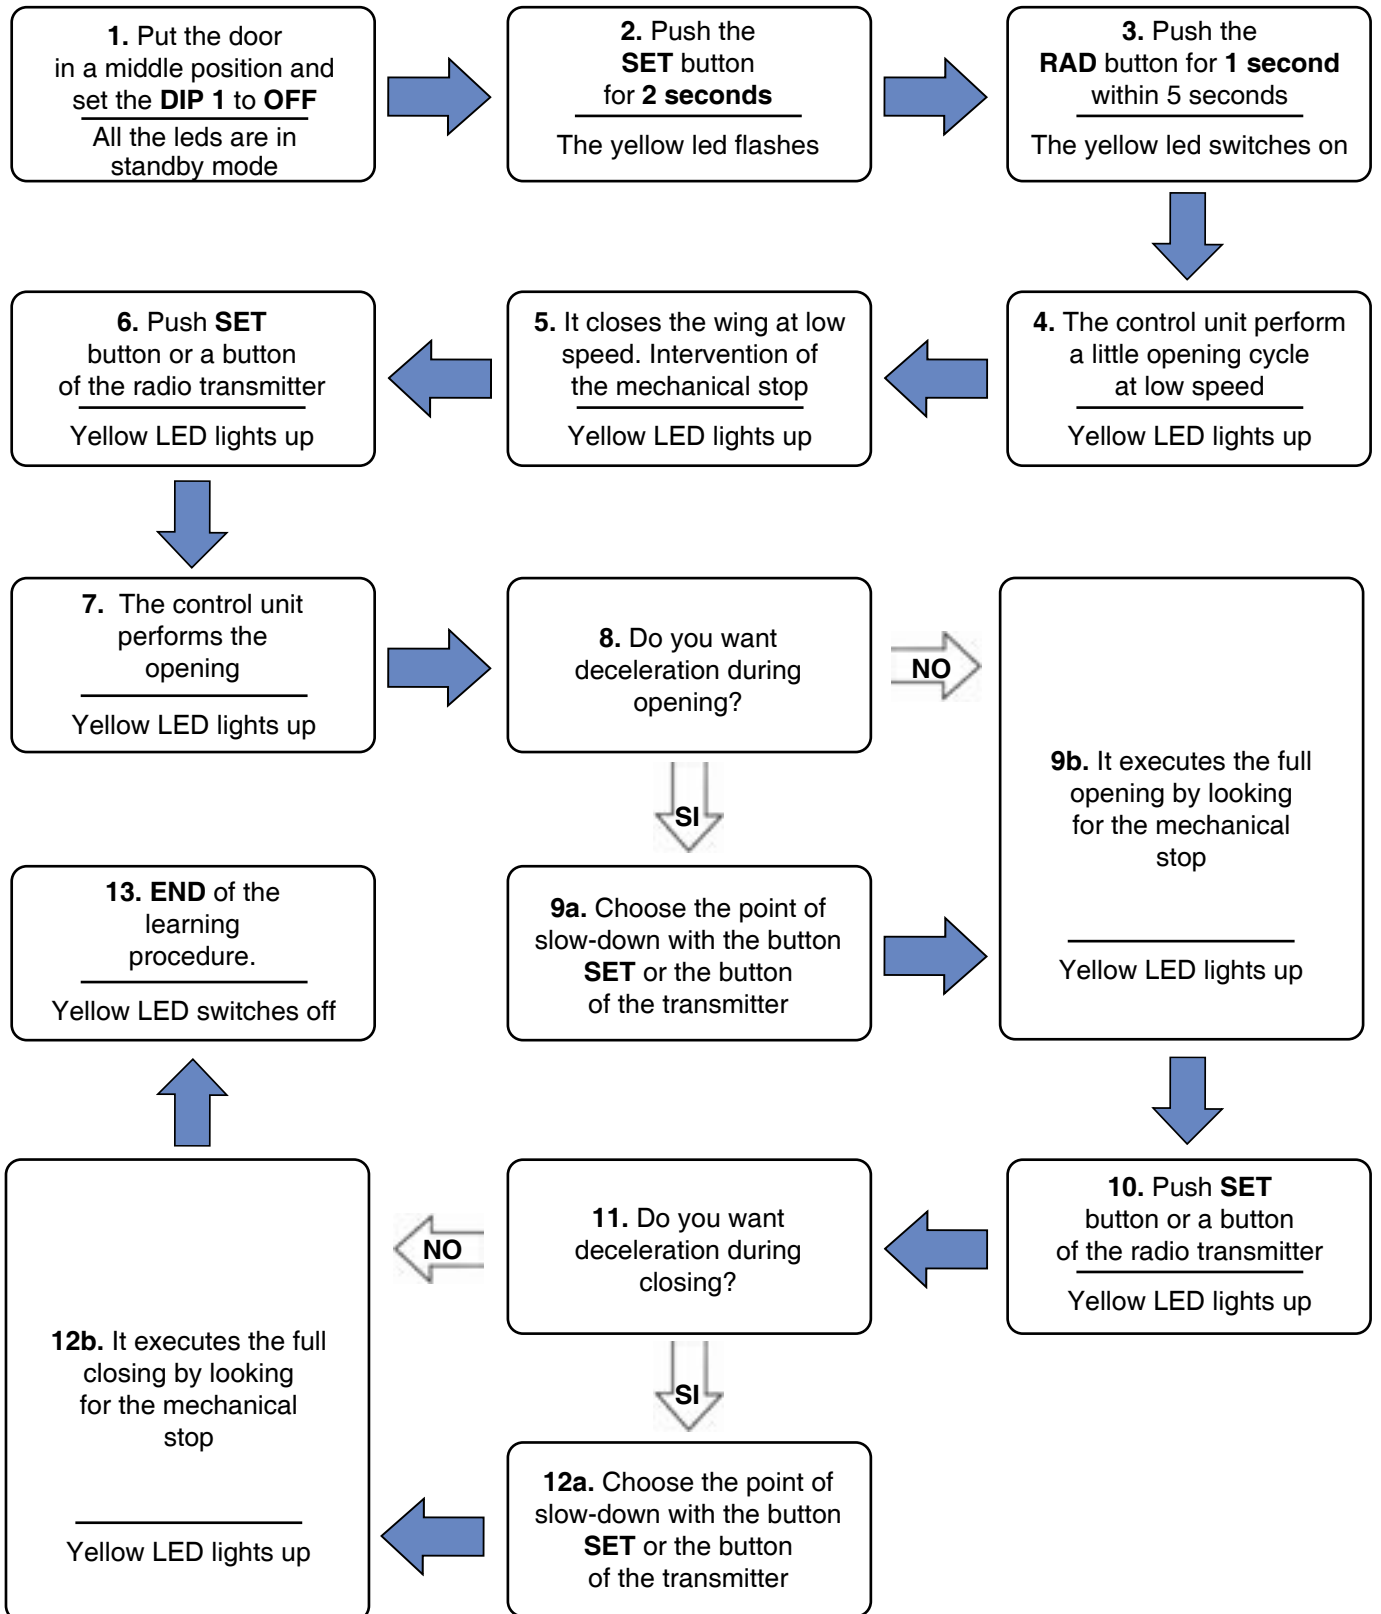 1. Put the door
in a middle position and
set the DIP 1 to OFF
All the leds are in
standby mode
2. Push the
SET button
for 2 seconds
The yellow led flashes
3. Push the
RAD button for 1 second
within 5 seconds
The yellow led switches on
4. The control unit perform
a little opening cycle
at low speed
Yellow LED lights up
5. It closes the wing at low
speed. Intervention of
the mechanical stop
Yellow LED lights up
6. Push SET
button or a button
of the radio transmitter
Yellow LED lights up
7. The control unit
performs the
opening
Yellow LED lights up
8. Do you want
deceleration during
opening?
NO
SI
9a. Choose the point of
slow-down with the button
SET or the button
of the transmitter
9b. It executes the full
opening by looking
for the mechanical
stop
Yellow LED lights up
10. Push SET
button or a button
of the radio transmitter
Yellow LED lights up
11. Do you want
deceleration during
closing?
NO
SI
12a. Choose the point of
slow-down with the button
SET or the button
of the transmitter
12b. It executes the full
closing by looking
for the mechanical
stop
Yellow LED lights up
13. END of the
learning
procedure.
Yellow LED switches off